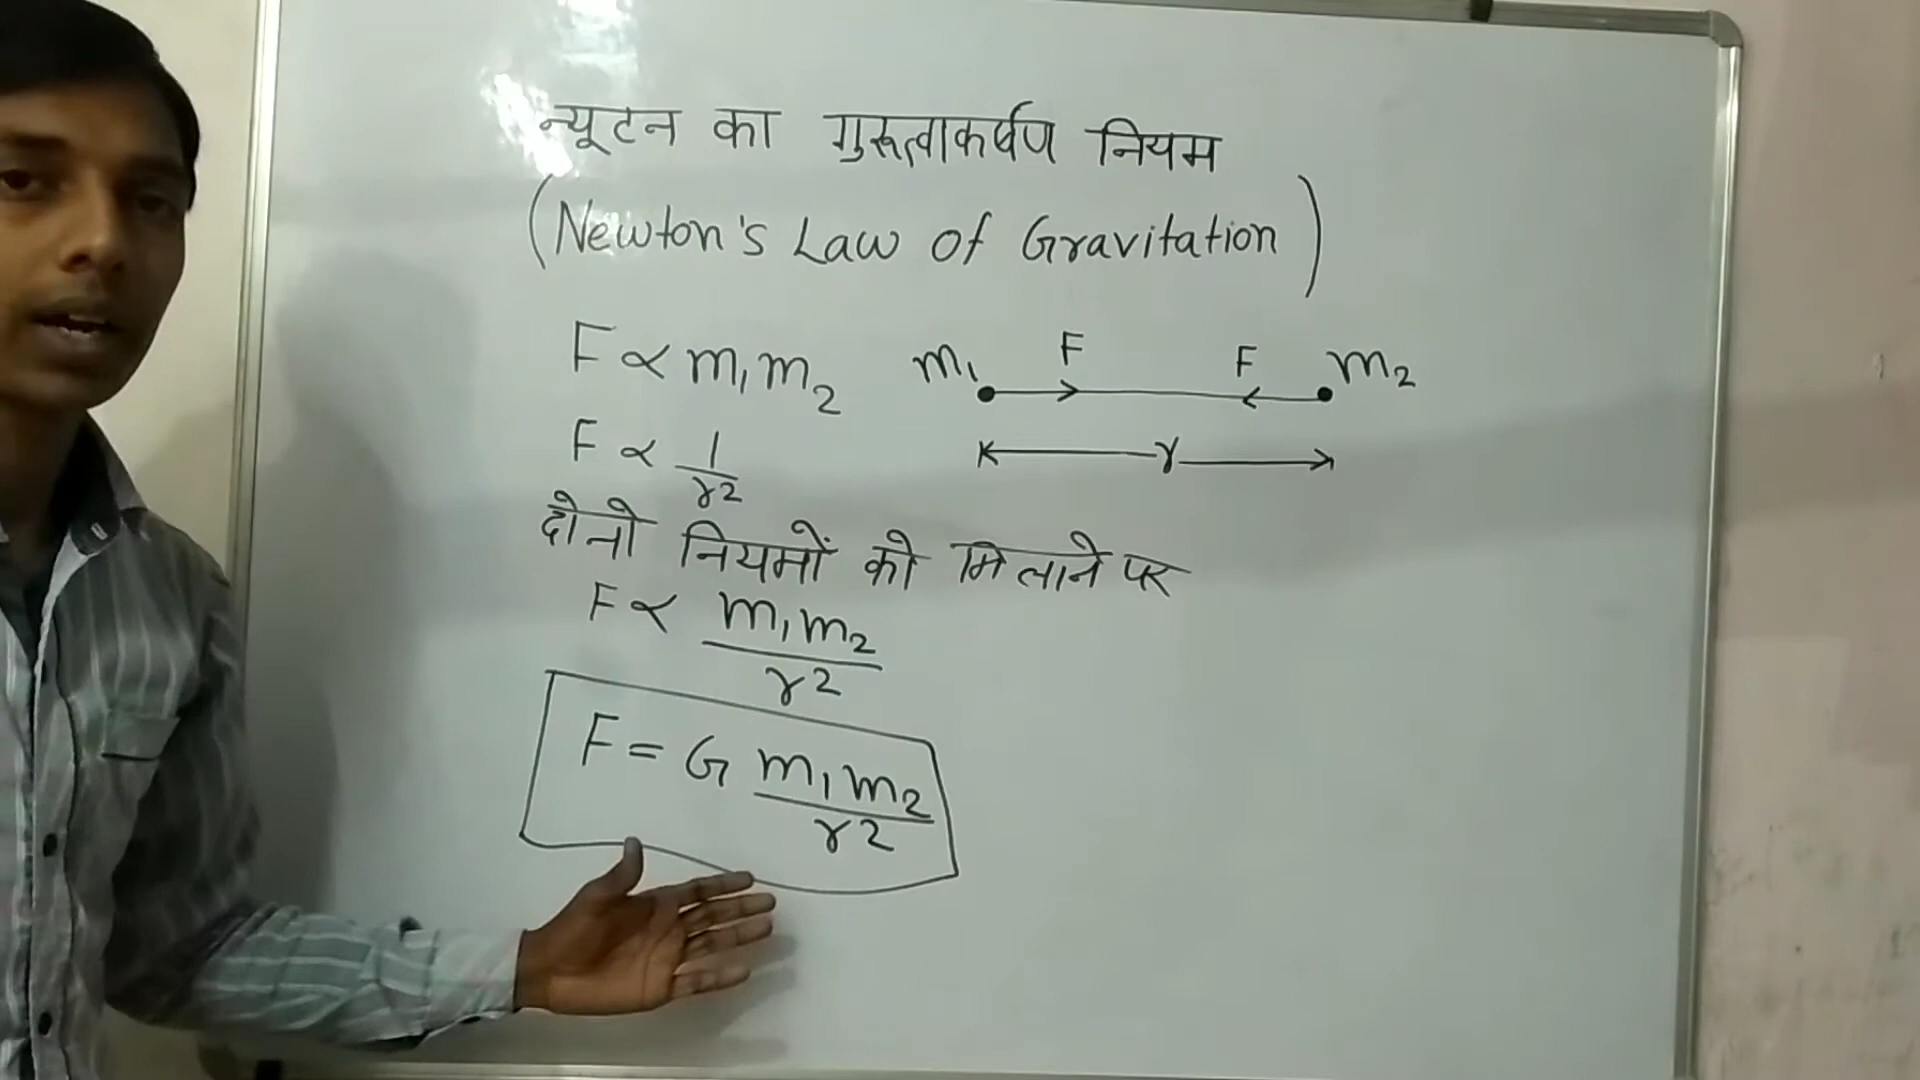 न्यूटन का गुरूत्वाकर्षण नियम
(Newton's Law of Gravitation)
F ∝ m₁m₂
m₁ F F m₂
F ∝ 1/r²
r
दोनो नियमों को मिलाने पर
F ∝ m₁m₂/r²
F = G m₁m₂/r²